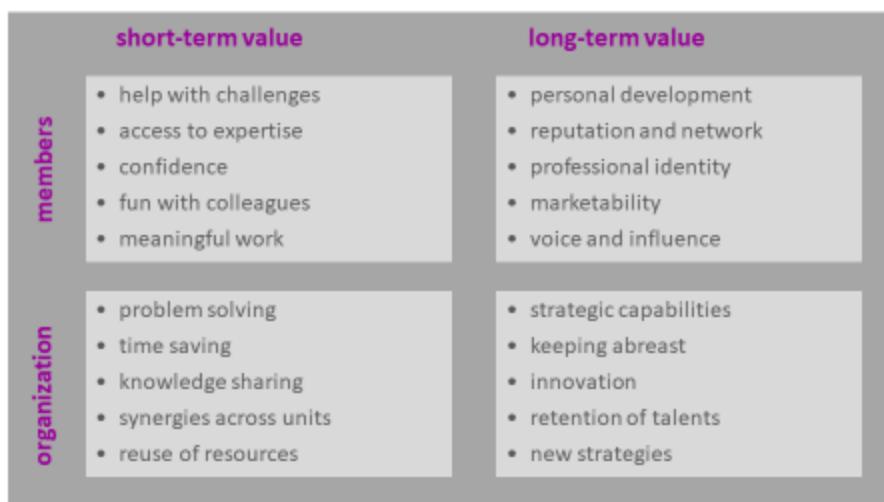 short-term value
long-term value
members
• help with challenges
• access to expertise
• confidence
• fun with colleagues
• meaningful work
• personal development
• reputation and network
• professional identity
• marketability
• voice and influence
organization
• problem solving
• time saving
• knowledge sharing
• synergies across units
• reuse of resources
• strategic capabilities
• keeping abreast
• innovation
• retention of talents
• new strategies